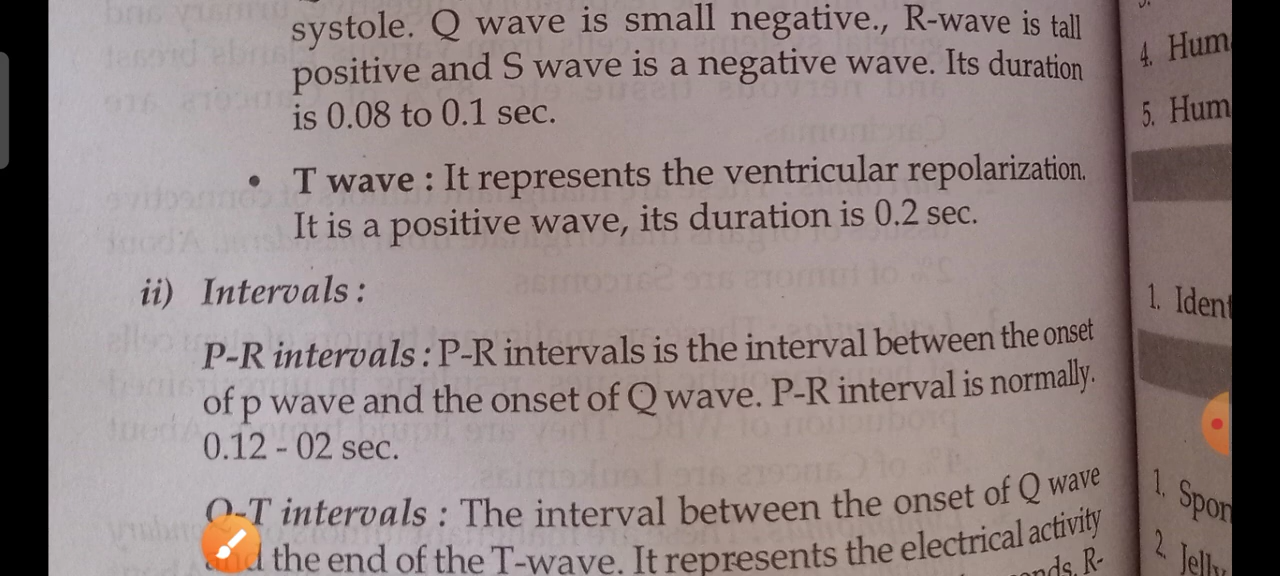 systole. Q wave is small negative., R-wave is tall
positive and S wave is a negative wave. Its duration
is 0.08 to 0.1 sec.
• T wave : It represents the ventricular repolarization.
It is a positive wave, its duration is 0.2 sec.
ii) Intervals :
P-R intervals : P-R intervals is the interval between the onset
of p wave and the onset of Q wave. P-R interval is normally.
0.12 - 02 sec.
Q-T intervals : The interval between the onset of Q wave
the end of the T-wave. It represents the electrical activity
R-
4. Hum
5. Hum
1. Ident
1. Spon
2. Jelly